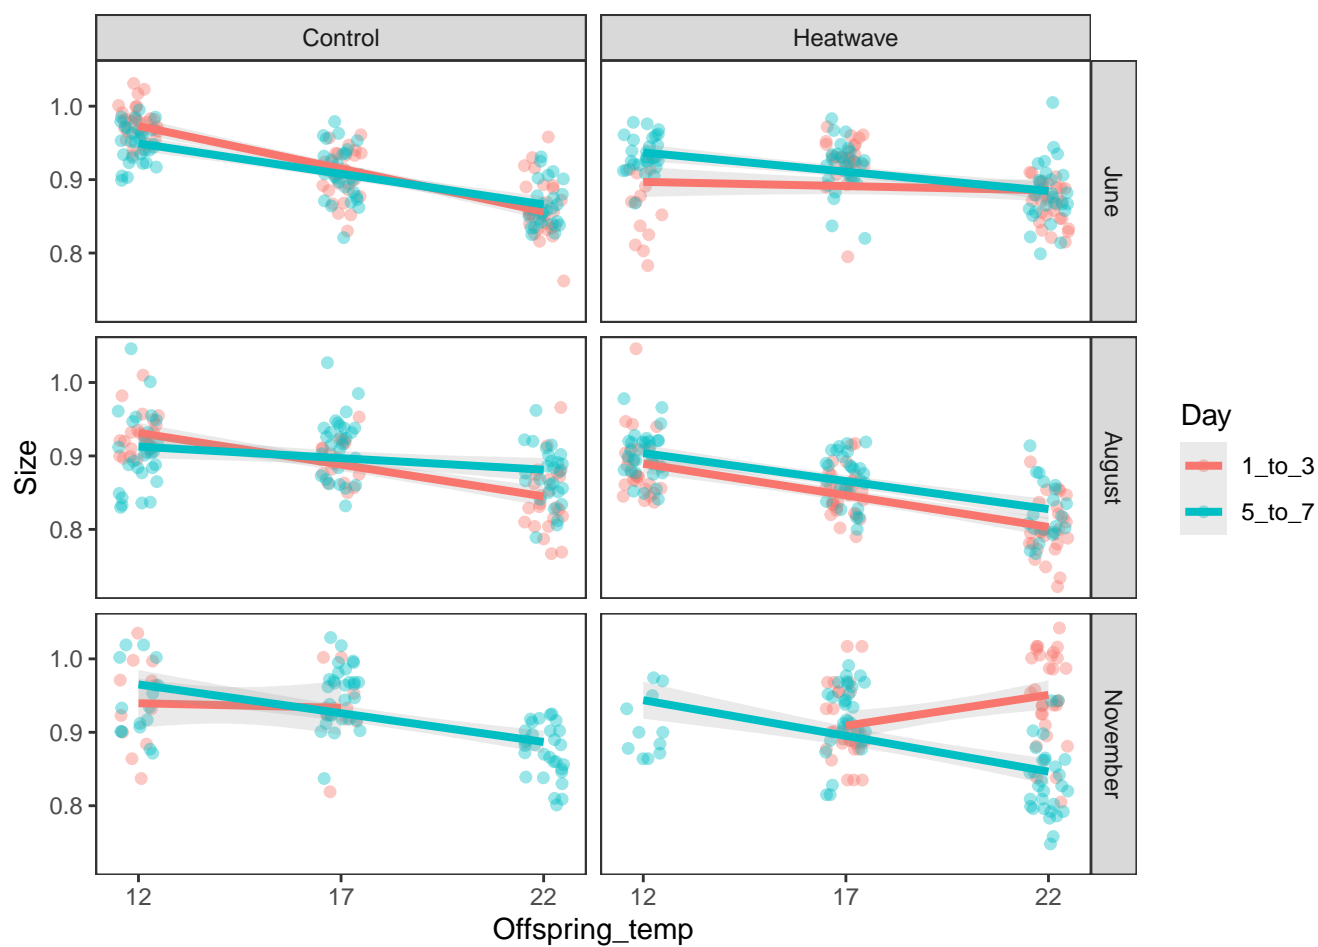 Control
Heatwave
1.0
0.9
0.8
June
1.0
0.9
0.8
August
1.0
0.9
0.8
November
12
17
22
12
17
22
Size
Offspring_temp
Day
1_to_3
5_to_7